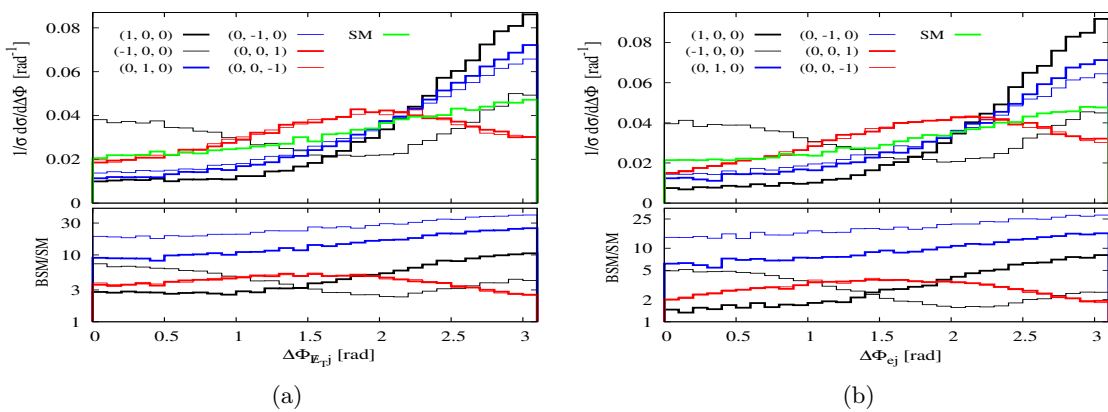 1/σ dσ/dΔΦ [rad⁻¹]
0.08
0.06
0.04
0.02
0
(1, 0, 0)
(-1, 0, 0)
(0, 1, 0)
(0, -1, 0)
(0, 0, 1)
(0, 0, -1)
SM
BSM/SM
30
10
3
1
0 0.5 1 1.5 2 2.5 3
ΔΦE̸_T j [rad]
(a)
1/σ dσ/dΔΦ [rad⁻¹]
0.08
0.06
0.04
0.02
0
(1, 0, 0)
(-1, 0, 0)
(0, 1, 0)
(0, -1, 0)
(0, 0, 1)
(0, 0, -1)
SM
BSM/SM
25
10
5
2
1
0 0.5 1 1.5 2 2.5 3
ΔΦej [rad]
(b)